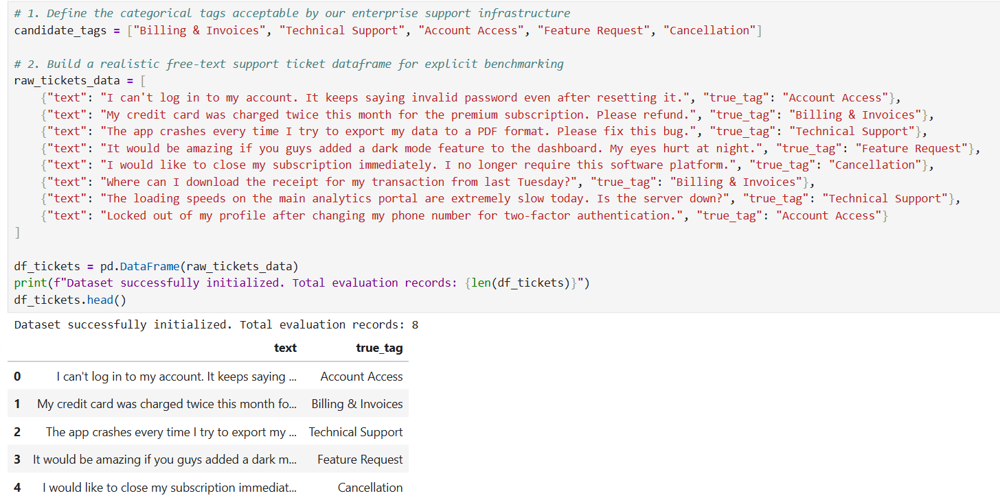 # 1. Define the categorical tags acceptable by our enterprise support infrastructure
candidate_tags = ["Billing & Invoices", "Technical Support", "Account Access", "Feature Request", "Cancellation"]
# 2. Build a realistic free-text support ticket dataframe for explicit benchmarking
raw_tickets_data = [
    {"text": "I can't log in to my account. It keeps saying invalid password even after resetting it.", "true_tag": "Account Access"},
    {"text": "My credit card was charged twice this month for the premium subscription. Please refund.", "true_tag": "Billing & Invoices"},
    {"text": "The app crashes every time I try to export my data to a PDF format. Please fix this bug.", "true_tag": "Technical Support"},
    {"text": "It would be amazing if you guys added a dark mode feature to the dashboard. My eyes hurt at night.", "true_tag": "Feature Request"},
    {"text": "I would like to close my subscription immediately. I no longer require this software platform.", "true_tag": "Cancellation"},
    {"text": "Where can I download the receipt for my transaction from last Tuesday?", "true_tag": "Billing & Invoices"},
    {"text": "The loading speeds on the main analytics portal are extremely slow today. Is the server down?", "true_tag": "Technical Support"},
    {"text": "Locked out of my profile after changing my phone number for two-factor authentication.", "true_tag": "Account Access"}
]
df_tickets = pd.DataFrame(raw_tickets_data)
print(f"Dataset successfully initialized. Total evaluation records: {len(df_tickets)}")
df_tickets.head()
Dataset successfully initialized. Total evaluation records: 8
text true_tag
0 I can't log in to my account. It keeps saying ... Account Access
1 My credit card was charged twice this month fo... Billing & Invoices
2 The app crashes every time I try to export my ... Technical Support
3 It would be amazing if you guys added a dark m... Feature Request
4 I would like to close my subscription immediat... Cancellation